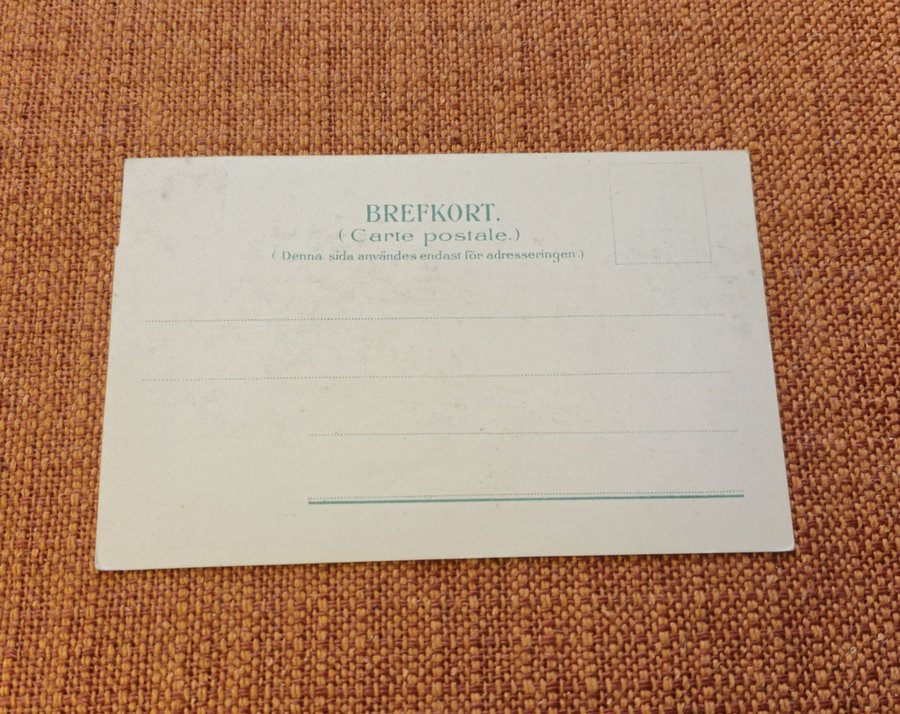 BREFKORT.
(Carte postale.)
(Denna sida användes endast för adresseringen.)